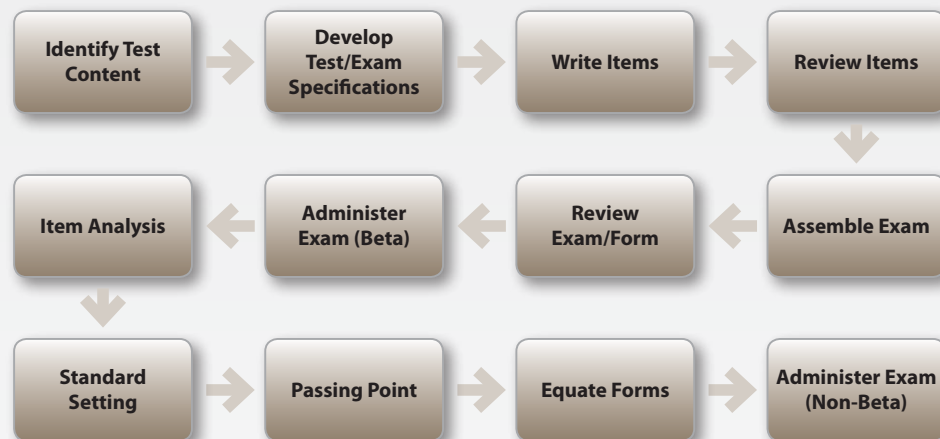 Identify Test
Content
Develop
Test/Exam
Specifications
Write Items
Review Items
Assemble Exam
Review
Exam/Form
Administer
Exam (Beta)
Item Analysis
Standard
Setting
Passing Point
Equate Forms
Administer Exam
(Non-Beta)